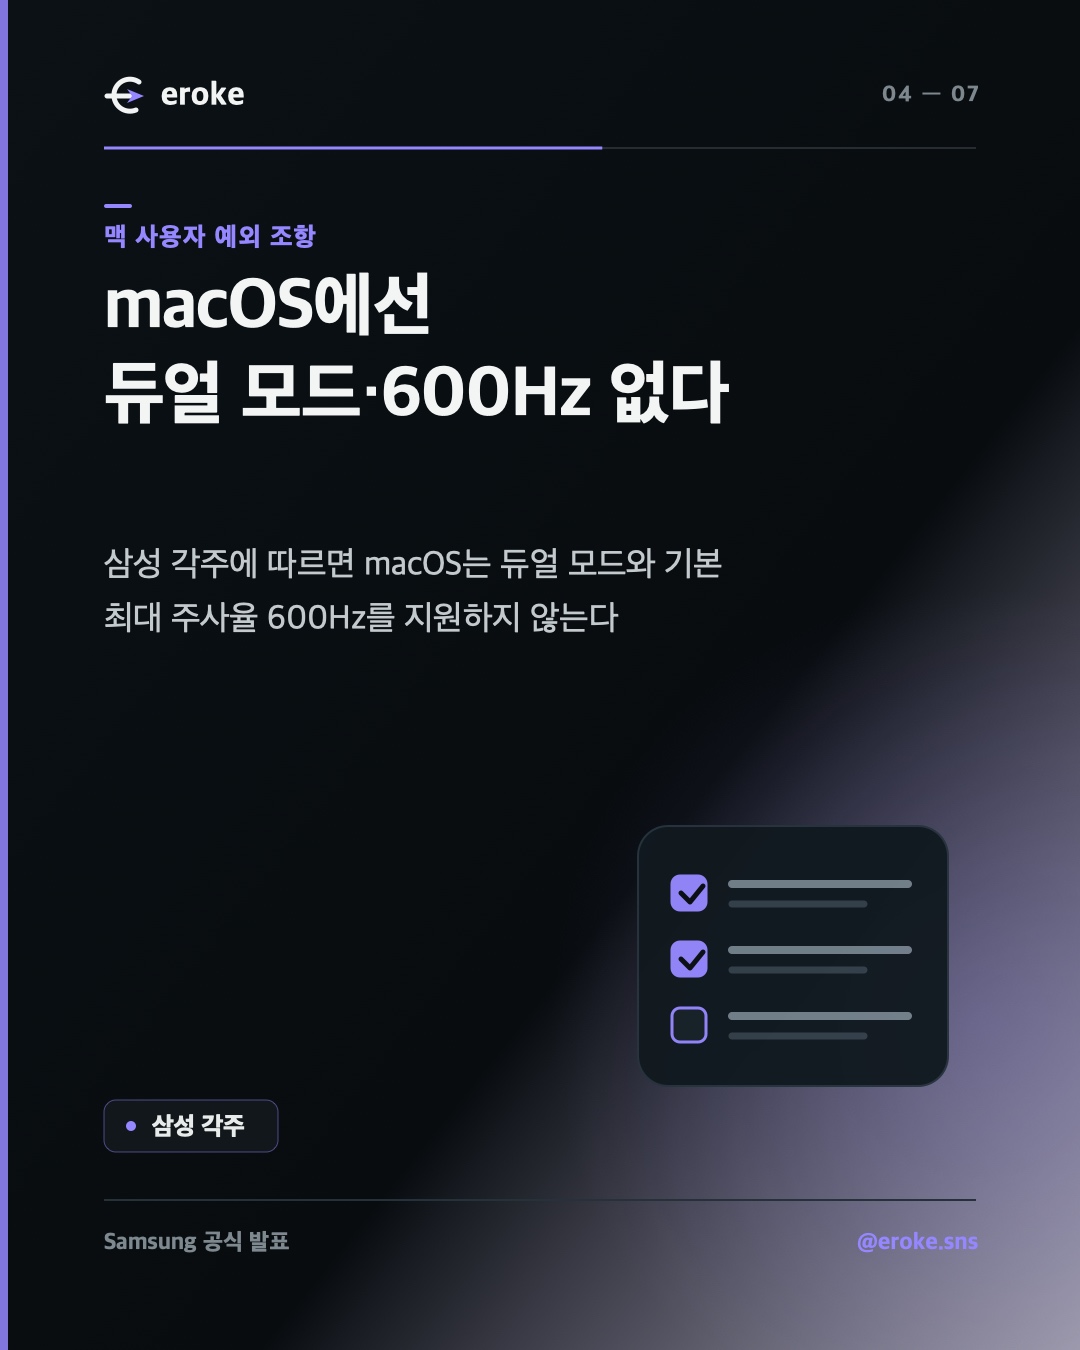 eroke
04 — 07
맥 사용자 예외 조항
macOS에선
듀얼 모드·600Hz 없다
삼성 각주에 따르면 macOS는 듀얼 모드와 기본
최대 주사율 600Hz를 지원하지 않는다
삼성 각주
Samsung 공식 발표
@eroke.sns